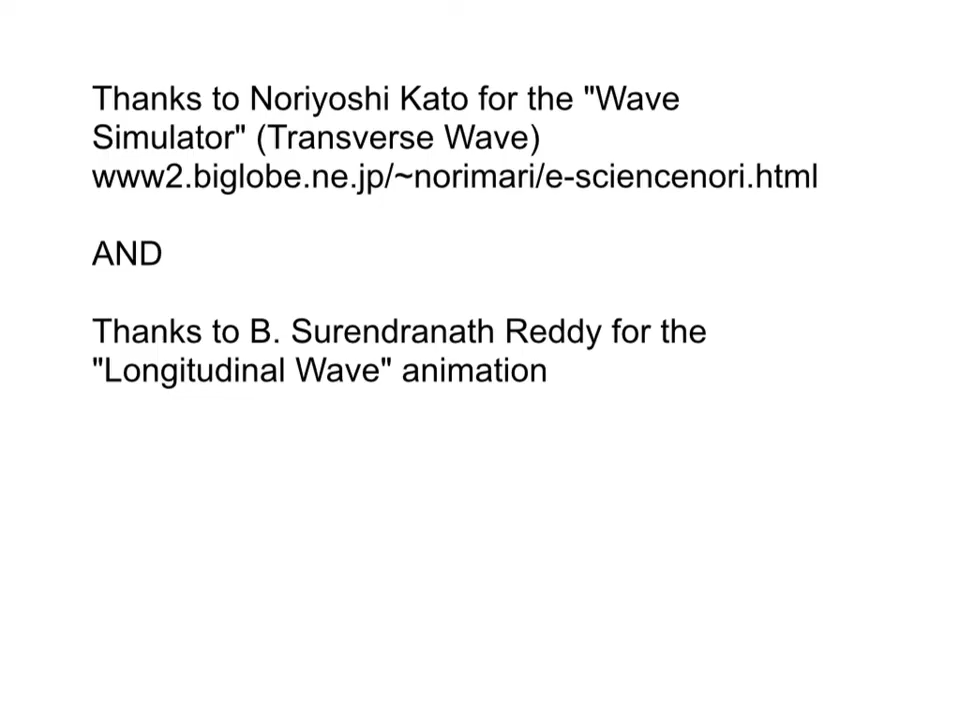 Thanks to Noriyoshi Kato for the "Wave
Simulator" (Transverse Wave)
www2.biglobe.ne.jp/~norimari/e-sciencenori.html
AND
Thanks to B. Surendranath Reddy for the
"Longitudinal Wave" animation